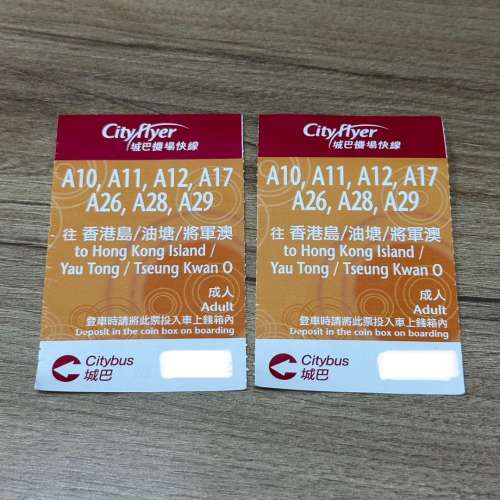 Cityflyer
城巴機場快線
A10, A11, A12, A17
A26, A28, A29
往 香港島/油塘/將軍澳
to Hong Kong Island /
Yau Tong / Tseung Kwan O
成人
Adult
登車時請將此票投入車上錢箱內
Deposit in the coin box on boarding
Citybus
城巴
Cityflyer
城巴機場快線
A10, A11, A12, A17
A26, A28, A29
往 香港島/油塘/將軍澳
to Hong Kong Island /
Yau Tong / Tseung Kwan O
成人
Adult
登車時請將此票投入車上錢箱內
Deposit in the coin box on boarding
Citybus
城巴